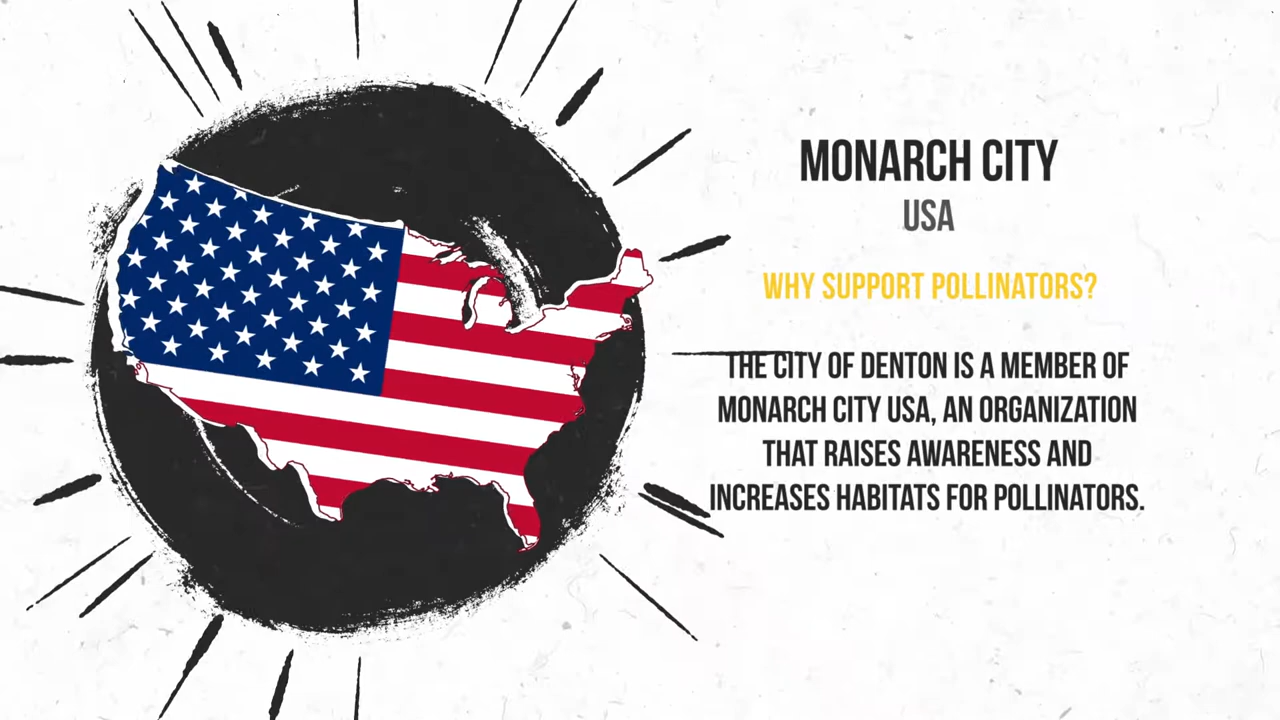 MONARCH CITY
USA
WHY SUPPORT POLLINATORS?
THE CITY OF DENTON IS A MEMBER OF
MONARCH CITY USA, AN ORGANIZATION
THAT RAISES AWARENESS AND
INCREASES HABITATS FOR POLLINATORS.